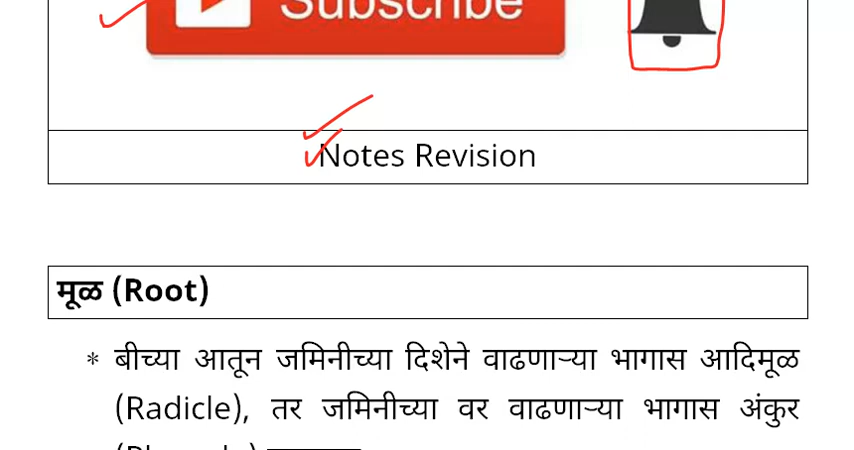 Subscribe
Notes Revision
मूळ (Root)
* बीच्या आतून जमिनीच्या दिशेने वाढणाऱ्या भागास आदिमूळ
(Radicle), तर जमिनीच्या वर वाढणाऱ्या भागास अंकुर